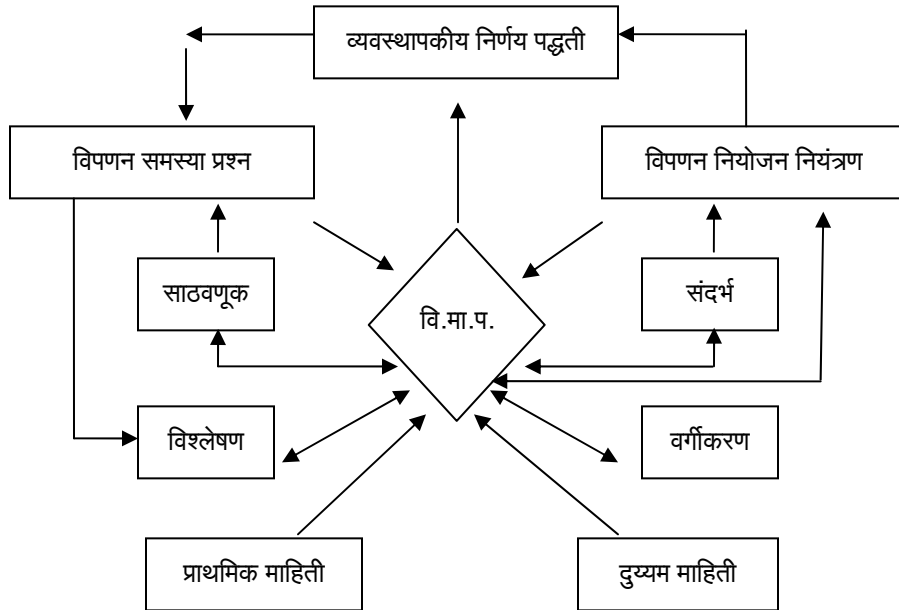 व्यवस्थापकीय निर्णय पद्धती
विपणन समस्या प्रश्न
विपणन नियोजन नियंत्रण
साठवणूक
संदर्भ
वि.मा.प.
विश्लेषण
वर्गीकरण
प्राथमिक माहिती
दुय्यम माहिती